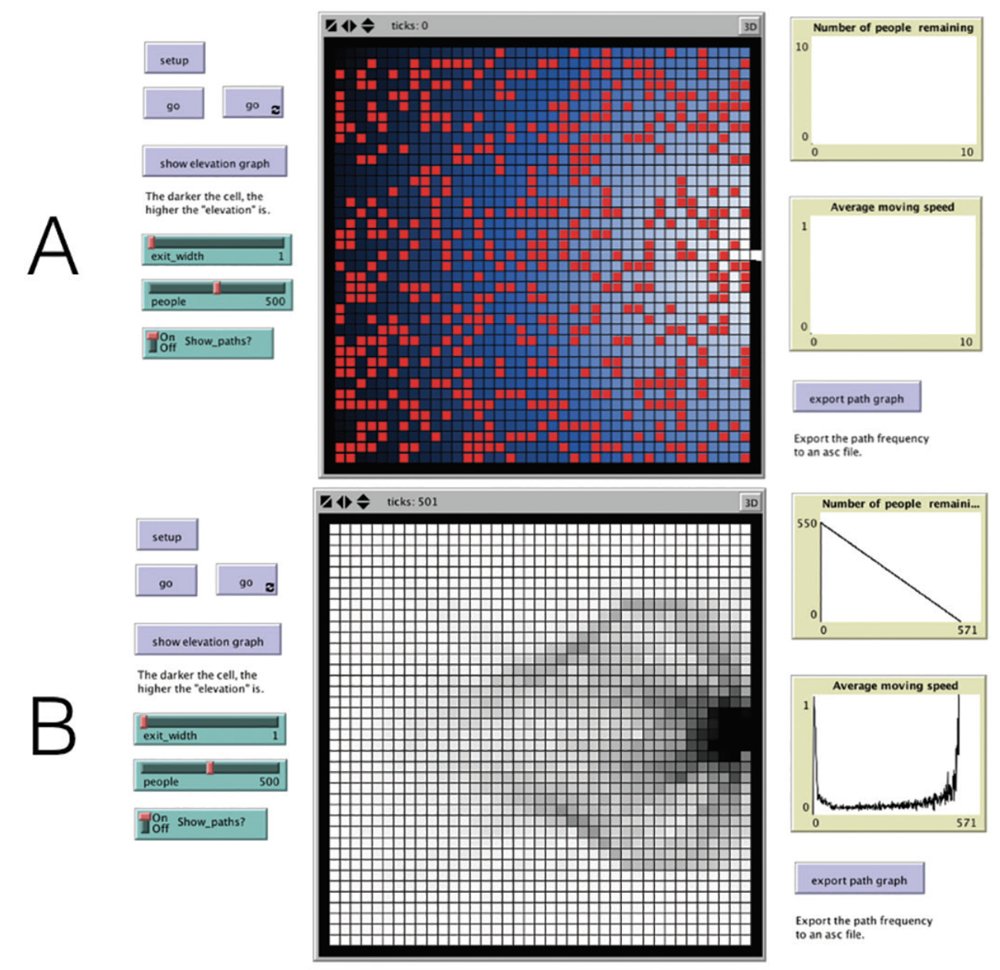 A
setup
go
go
show elevation graph
The darker the cell, the
higher the "elevation" is.
exit_width 1
people 500
On
Off
Show_paths?
ticks: 0
3D
Number of people remaining
10
0
0 10
Average moving speed
1
0
0 10
export path graph
Export the path frequency
to an asc file.
B
setup
go
go
show elevation graph
The darker the cell, the
higher the "elevation" is.
exit_width 1
people 500
On
Off
Show_paths?
ticks: 501
3D
Number of people remaini...
550
0
0 571
Average moving speed
1
0
0 571
export path graph
Export the path frequency
to an asc file.